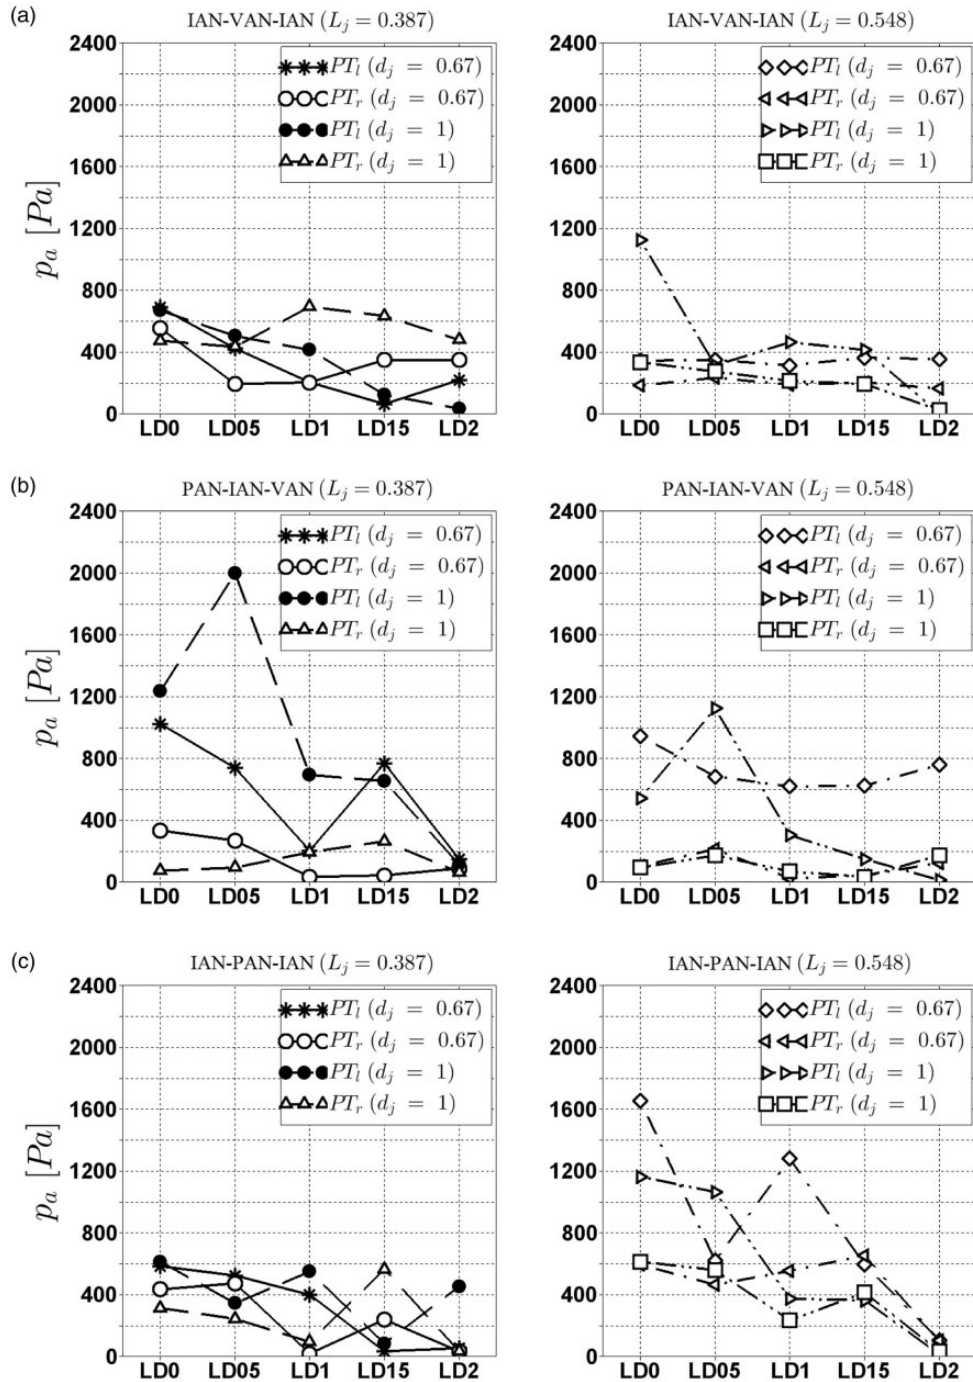 (a)
IAN-VAN-IAN (L_j = 0.387)
2400
2000
1600
1200
800
400
0
p_a [Pa]
PT_l (d_j = 0.67)
PT_r (d_j = 0.67)
PT_l (d_j = 1)
PT_r (d_j = 1)
LD0 LD05 LD1 LD15 LD2
IAN-VAN-IAN (L_j = 0.548)
2400
2000
1600
1200
800
400
0
PT_l (d_j = 0.67)
PT_r (d_j = 0.67)
PT_l (d_j = 1)
PT_r (d_j = 1)
LD0 LD05 LD1 LD15 LD2
(b)
PAN-IAN-VAN (L_j = 0.387)
2400
2000
1600
1200
800
400
0
p_a [Pa]
PT_l (d_j = 0.67)
PT_r (d_j = 0.67)
PT_l (d_j = 1)
PT_r (d_j = 1)
LD0 LD05 LD1 LD15 LD2
PAN-IAN-VAN (L_j = 0.548)
2400
2000
1600
1200
800
400
0
PT_l (d_j = 0.67)
PT_r (d_j = 0.67)
PT_l (d_j = 1)
PT_r (d_j = 1)
LD0 LD05 LD1 LD15 LD2
(c)
IAN-PAN-IAN (L_j = 0.387)
2400
2000
1600
1200
800
400
0
p_a [Pa]
PT_l (d_j = 0.67)
PT_r (d_j = 0.67)
PT_l (d_j = 1)
PT_r (d_j = 1)
LD0 LD05 LD1 LD15 LD2
IAN-PAN-IAN (L_j = 0.548)
2400
2000
1600
1200
800
400
0
PT_l (d_j = 0.67)
PT_r (d_j = 0.67)
PT_l (d_j = 1)
PT_r (d_j = 1)
LD0 LD05 LD1 LD15 LD2